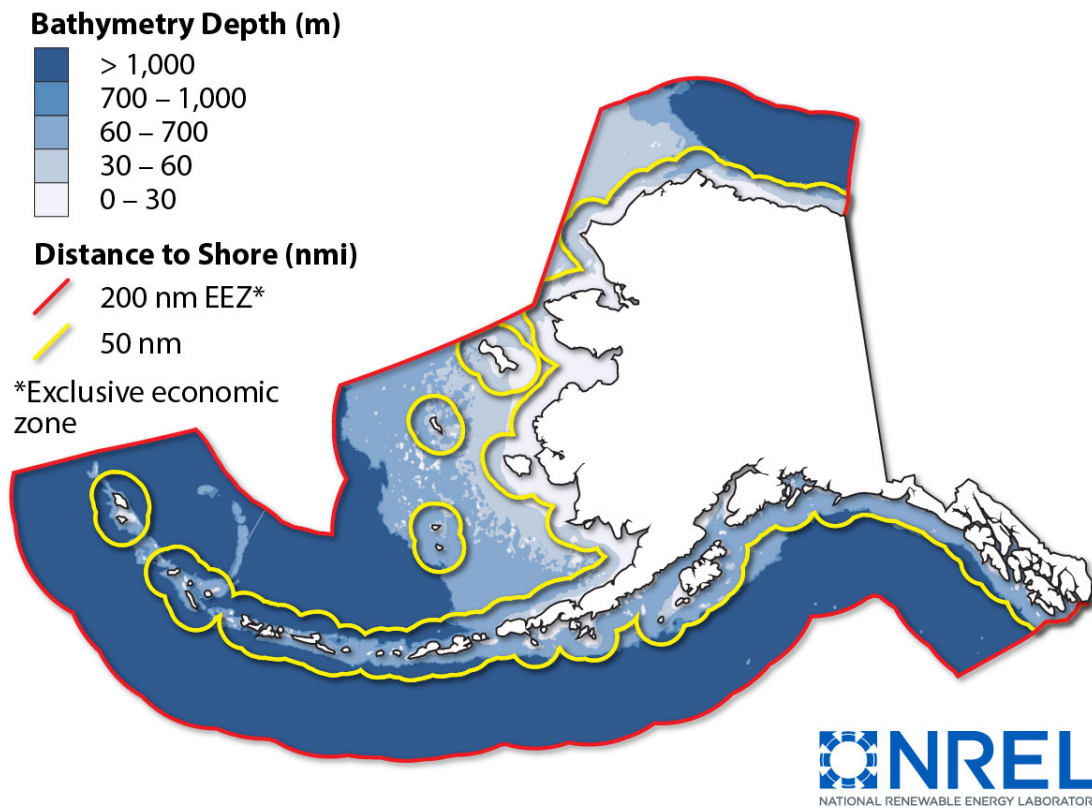 Bathymetry Depth (m)
> 1,000
700 – 1,000
60 – 700
30 – 60
0 – 30
Distance to Shore (nmi)
200 nm EEZ*
50 nm
*Exclusive economic
zone
NREL
NATIONAL RENEWABLE ENERGY LABORATOR